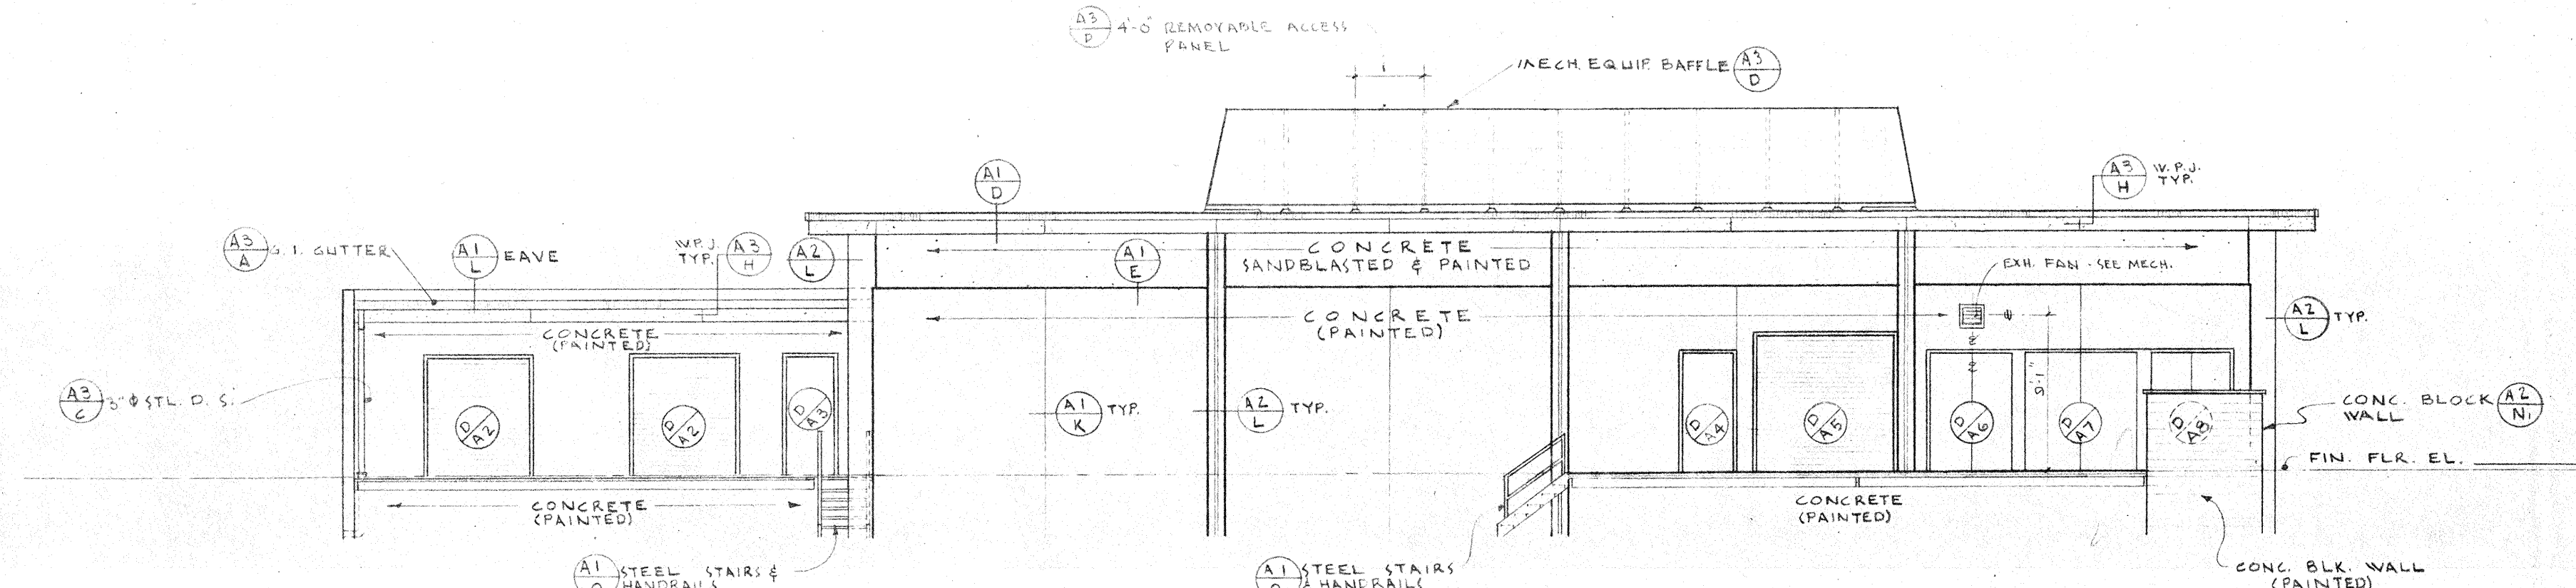 A3
P
4'-0" REMOVABLE ACCESS
PANEL
MECH. EQUIP. BAFFLE
A3
D
A1
D
A3
H
W.P.J.
TYP.
A3
A
G. I. GUTTER
A1
L
EAVE
W.P.J.
TYP.
A3
H
A2
L
A1
E
CONCRETE
SANDBLASTED & PAINTED
EXH. FAN - SEE MECH.
CONCRETE
(PAINTED)
CONCRETE
(PAINTED)
A2
L
TYP.
9'-1"
A3
C
3" Φ STL. D. S.
D
A2
D
A2
D
A3
A1
K
TYP.
A2
L
TYP.
D
A4
D
A5
D
A6
D
A7
D
A8
CONC. BLOCK
WALL
A2
N1
FIN. FLR. EL.
CONCRETE
(PAINTED)
CONCRETE
(PAINTED)
A1
STEEL STAIRS &
HANDRAILS
A1
STEEL STAIRS
& HANDRAILS
CONC. BLK. WALL
(PAINTED)